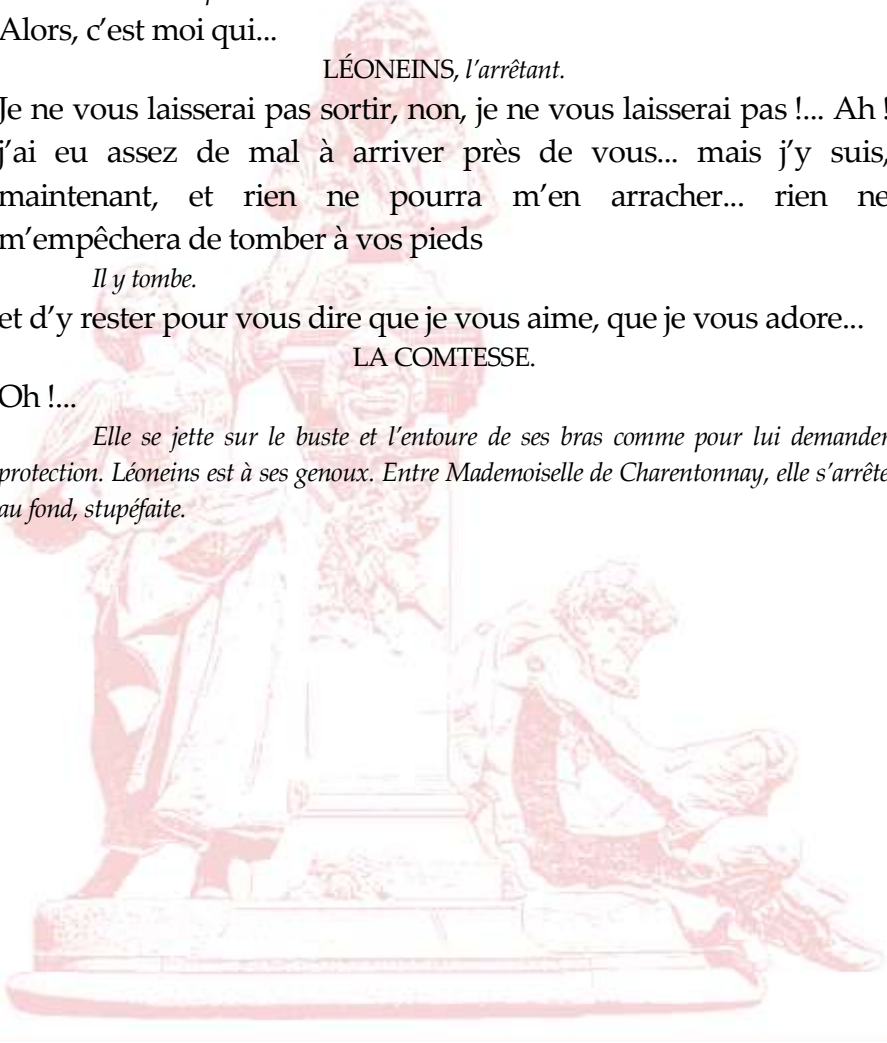 Alors, c’est moi qui...
LÉONEINS, l’arrêtant.
Je ne vous laisserai pas sortir, non, je ne vous laisserai pas !... Ah !
j’ai eu assez de mal à arriver près de vous... mais j’y suis,
maintenant, et rien ne pourra m’en arracher... rien ne
m’empêchera de tomber à vos pieds
Il y tombe.
et d’y rester pour vous dire que je vous aime, que je vous adore...
LA COMTESSE.
Oh !...
Elle se jette sur le buste et l’entoure de ses bras comme pour lui demander
protection. Léoneins est à ses genoux. Entre Mademoiselle de Charentonnay, elle s’arrête
au fond, stupéfaite.